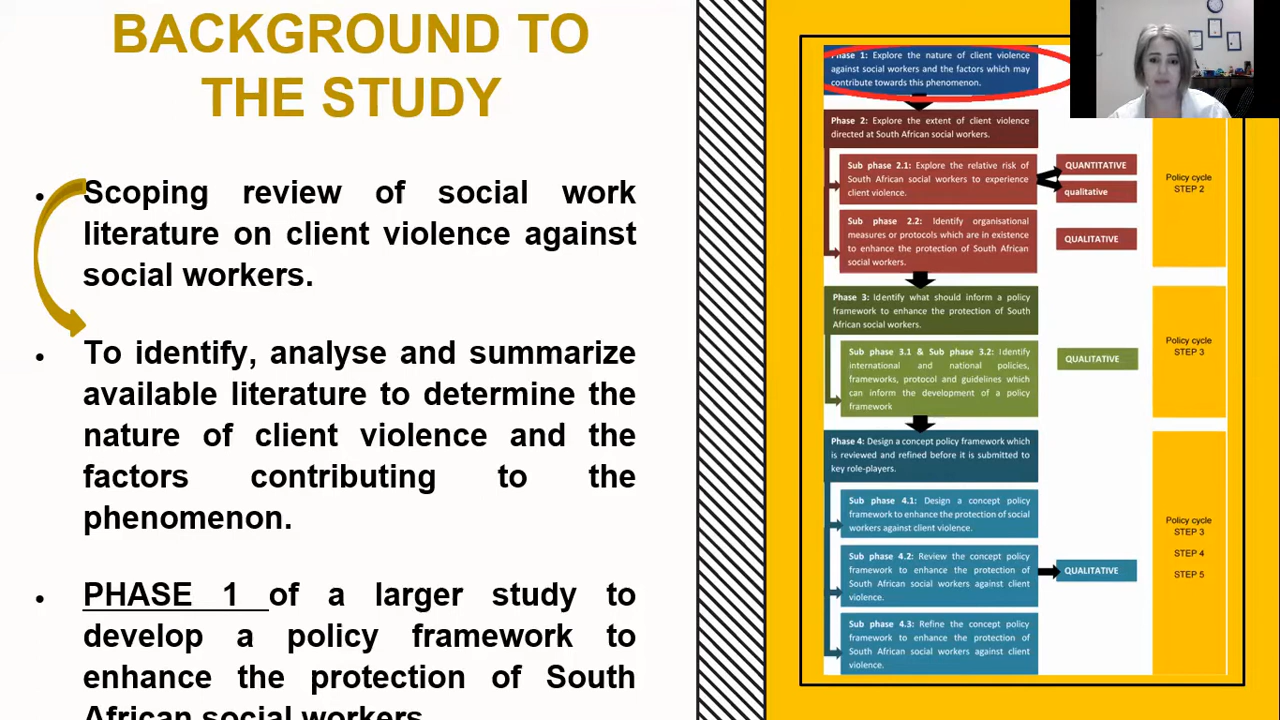 BACKGROUND TO
THE STUDY
• Scoping review of social work
literature on client violence against
social workers.
• To identify, analyse and summarize
available literature to determine the
nature of client violence and the
factors contributing to the
phenomenon.
• PHASE 1 of a larger study to
develop a policy framework to
enhance the protection of South
African social workers
Phase 1: Explore the nature of client violence
against social workers and the factors which may
contribute towards this phenomenon.
Phase 2: Explore the extent of client violence
directed at South African social workers.
Sub phase 2.1: Explore the relative risk of
South African social workers to experience
client violence.
QUANTITATIVE
qualitative
Policy cycle
STEP 2
Sub phase 2.2: Identify organisational
measures or protocols which are in existence
to enhance the protection of South African
social workers.
QUALITATIVE
Phase 3: Identify what should inform a policy
framework to enhance the protection of South
African social workers.
Sub phase 3.1 & Sub phase 3.2: Identify
international and national policies,
frameworks, protocol and guidelines which
can inform the development of a policy
framework
QUALITATIVE
Policy cycle
STEP 3
Phase 4: Design a concept policy framework which
is reviewed and refined before it is submitted to
key role-players.
Sub phase 4.1: Design a concept policy
framework to enhance the protection of social
workers against client violence.
Sub phase 4.2: Review the concept policy
framework to enhance the protection of
South African social workers against client
violence.
QUALITATIVE
Policy cycle
STEP 3
STEP 4
STEP 5
Sub phase 4.3: Refine the concept policy
framework to enhance the protection of
South African social workers against client
violence.